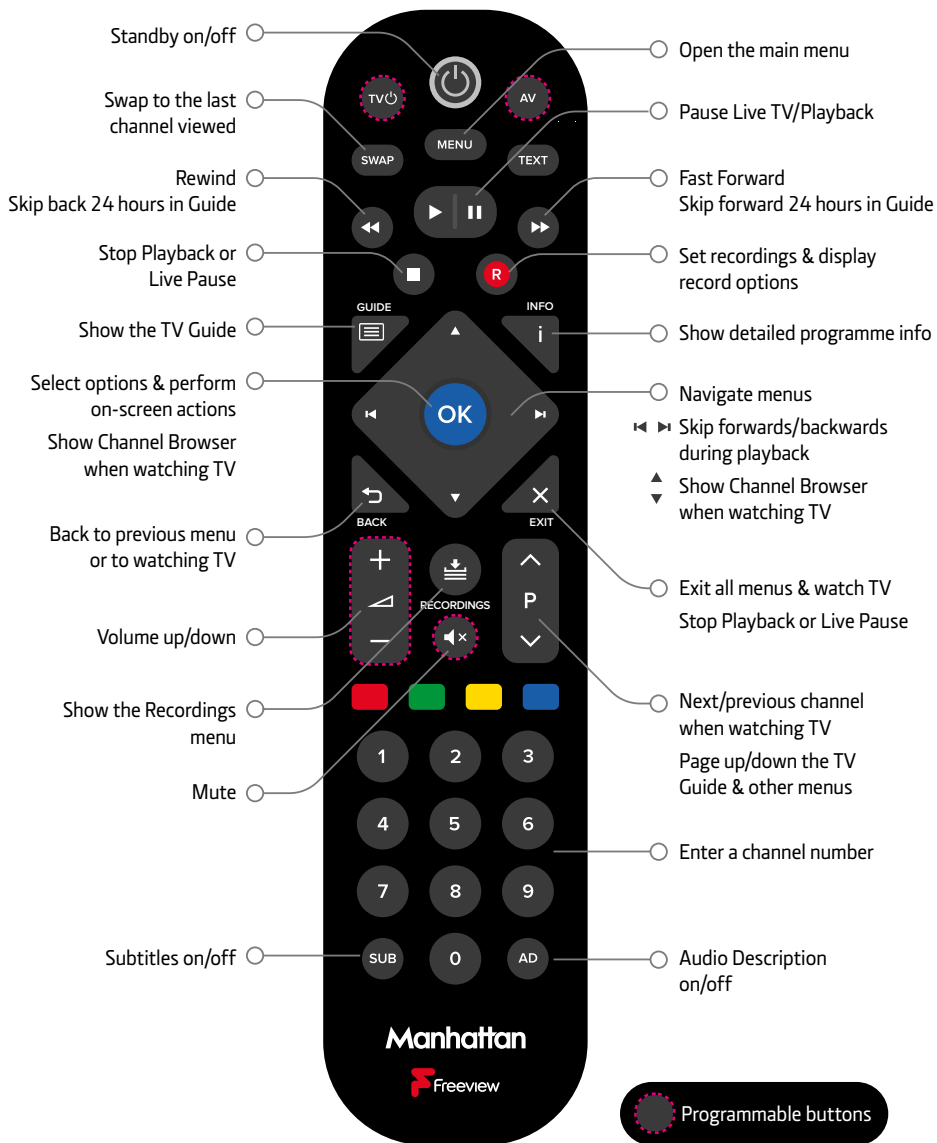 Standby on/off
Swap to the last
channel viewed
Rewind
Skip back 24 hours in Guide
Stop Playback or
Live Pause
Show the TV Guide
Select options & perform
on-screen actions
Show Channel Browser
when watching TV
Back to previous menu
or to watching TV
Volume up/down
Show the Recordings
menu
Mute
Subtitles on/off
TV
AV
MENU
SWAP
TEXT
R
GUIDE
INFO
i
OK
BACK
EXIT
RECORDINGS
P
1 2 3
4 5 6
7 8 9
SUB 0 AD
Manhattan
Freeview
Open the main menu
Pause Live TV/Playback
Fast Forward
Skip forward 24 hours in Guide
Set recordings & display
record options
Show detailed programme info
Navigate menus
Skip forwards/backwards
during playback
Show Channel Browser
when watching TV
Exit all menus & watch TV
Stop Playback or Live Pause
Next/previous channel
when watching TV
Page up/down the TV
Guide & other menus
Enter a channel number
Audio Description
on/off
Programmable buttons